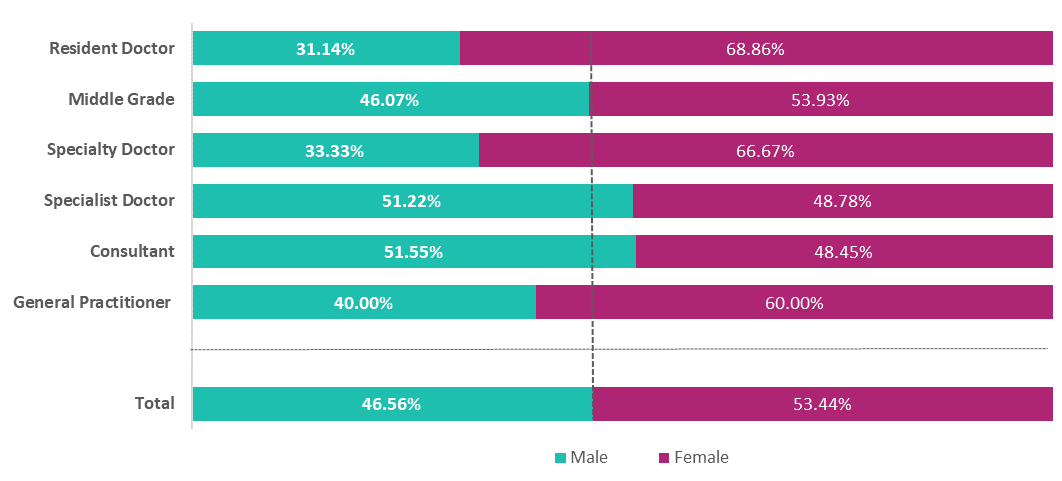 Resident Doctor 31.14% 68.86%
Middle Grade 46.07% 53.93%
Specialty Doctor 33.33% 66.67%
Specialist Doctor 51.22% 48.78%
Consultant 51.55% 48.45%
General Practitioner 40.00% 60.00%
Total 46.56% 53.44%
Male Female